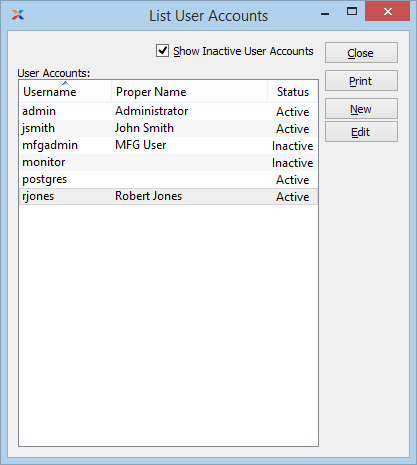 List User Accounts
Show Inactive User Accounts
Close
User Accounts:
Print
Username Proper Name Status
New
admin Administrator Active
jsmith John Smith Active
Edit
mfgadmin MFG User Inactive
monitor Inactive
postgres Active
rjones Robert Jones Active